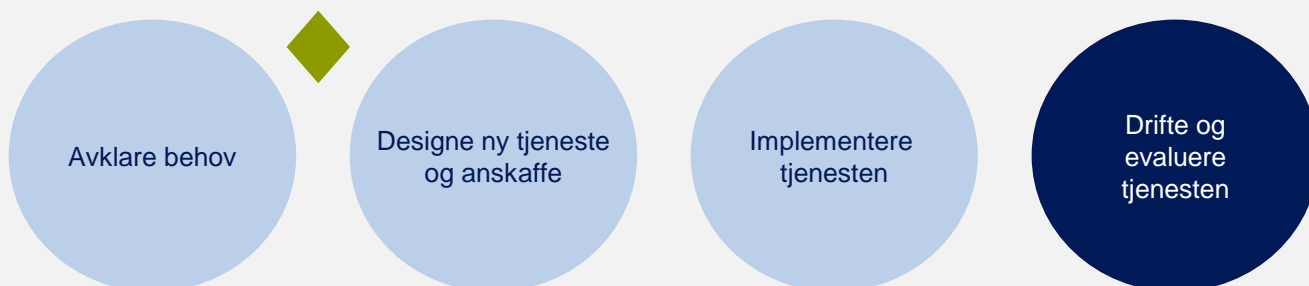 Avklare behov
Designe ny tjeneste
og anskaffe
Implementere
tjenesten
Drifte og
evaluere
tjenesten